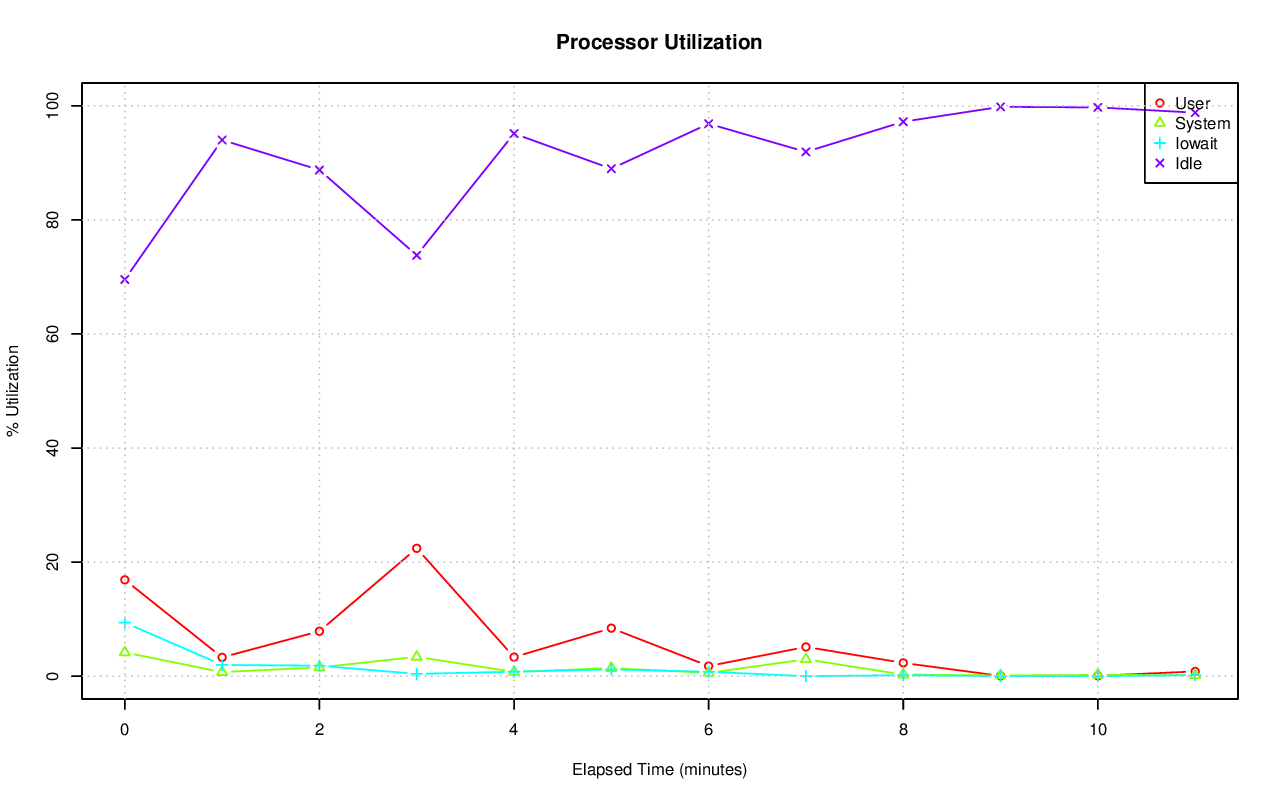 Processor Utilization
100
80
60
40
20
0
% Utilization
User
System
Iowait
Idle
0 2 4 6 8 10
Elapsed Time (minutes)